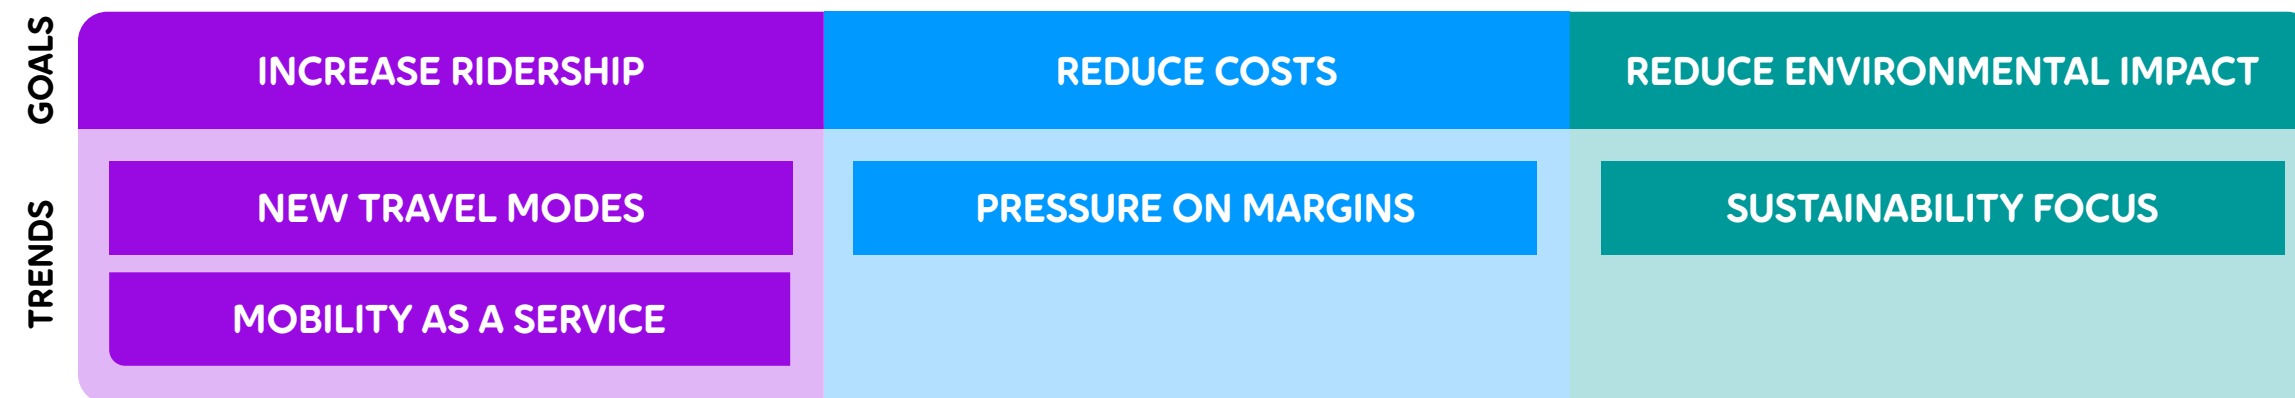 GOALS
INCREASE RIDERSHIP
REDUCE COSTS
REDUCE ENVIRONMENTAL IMPACT
TRENDS
NEW TRAVEL MODES
PRESSURE ON MARGINS
SUSTAINABILITY FOCUS
MOBILITY AS A SERVICE